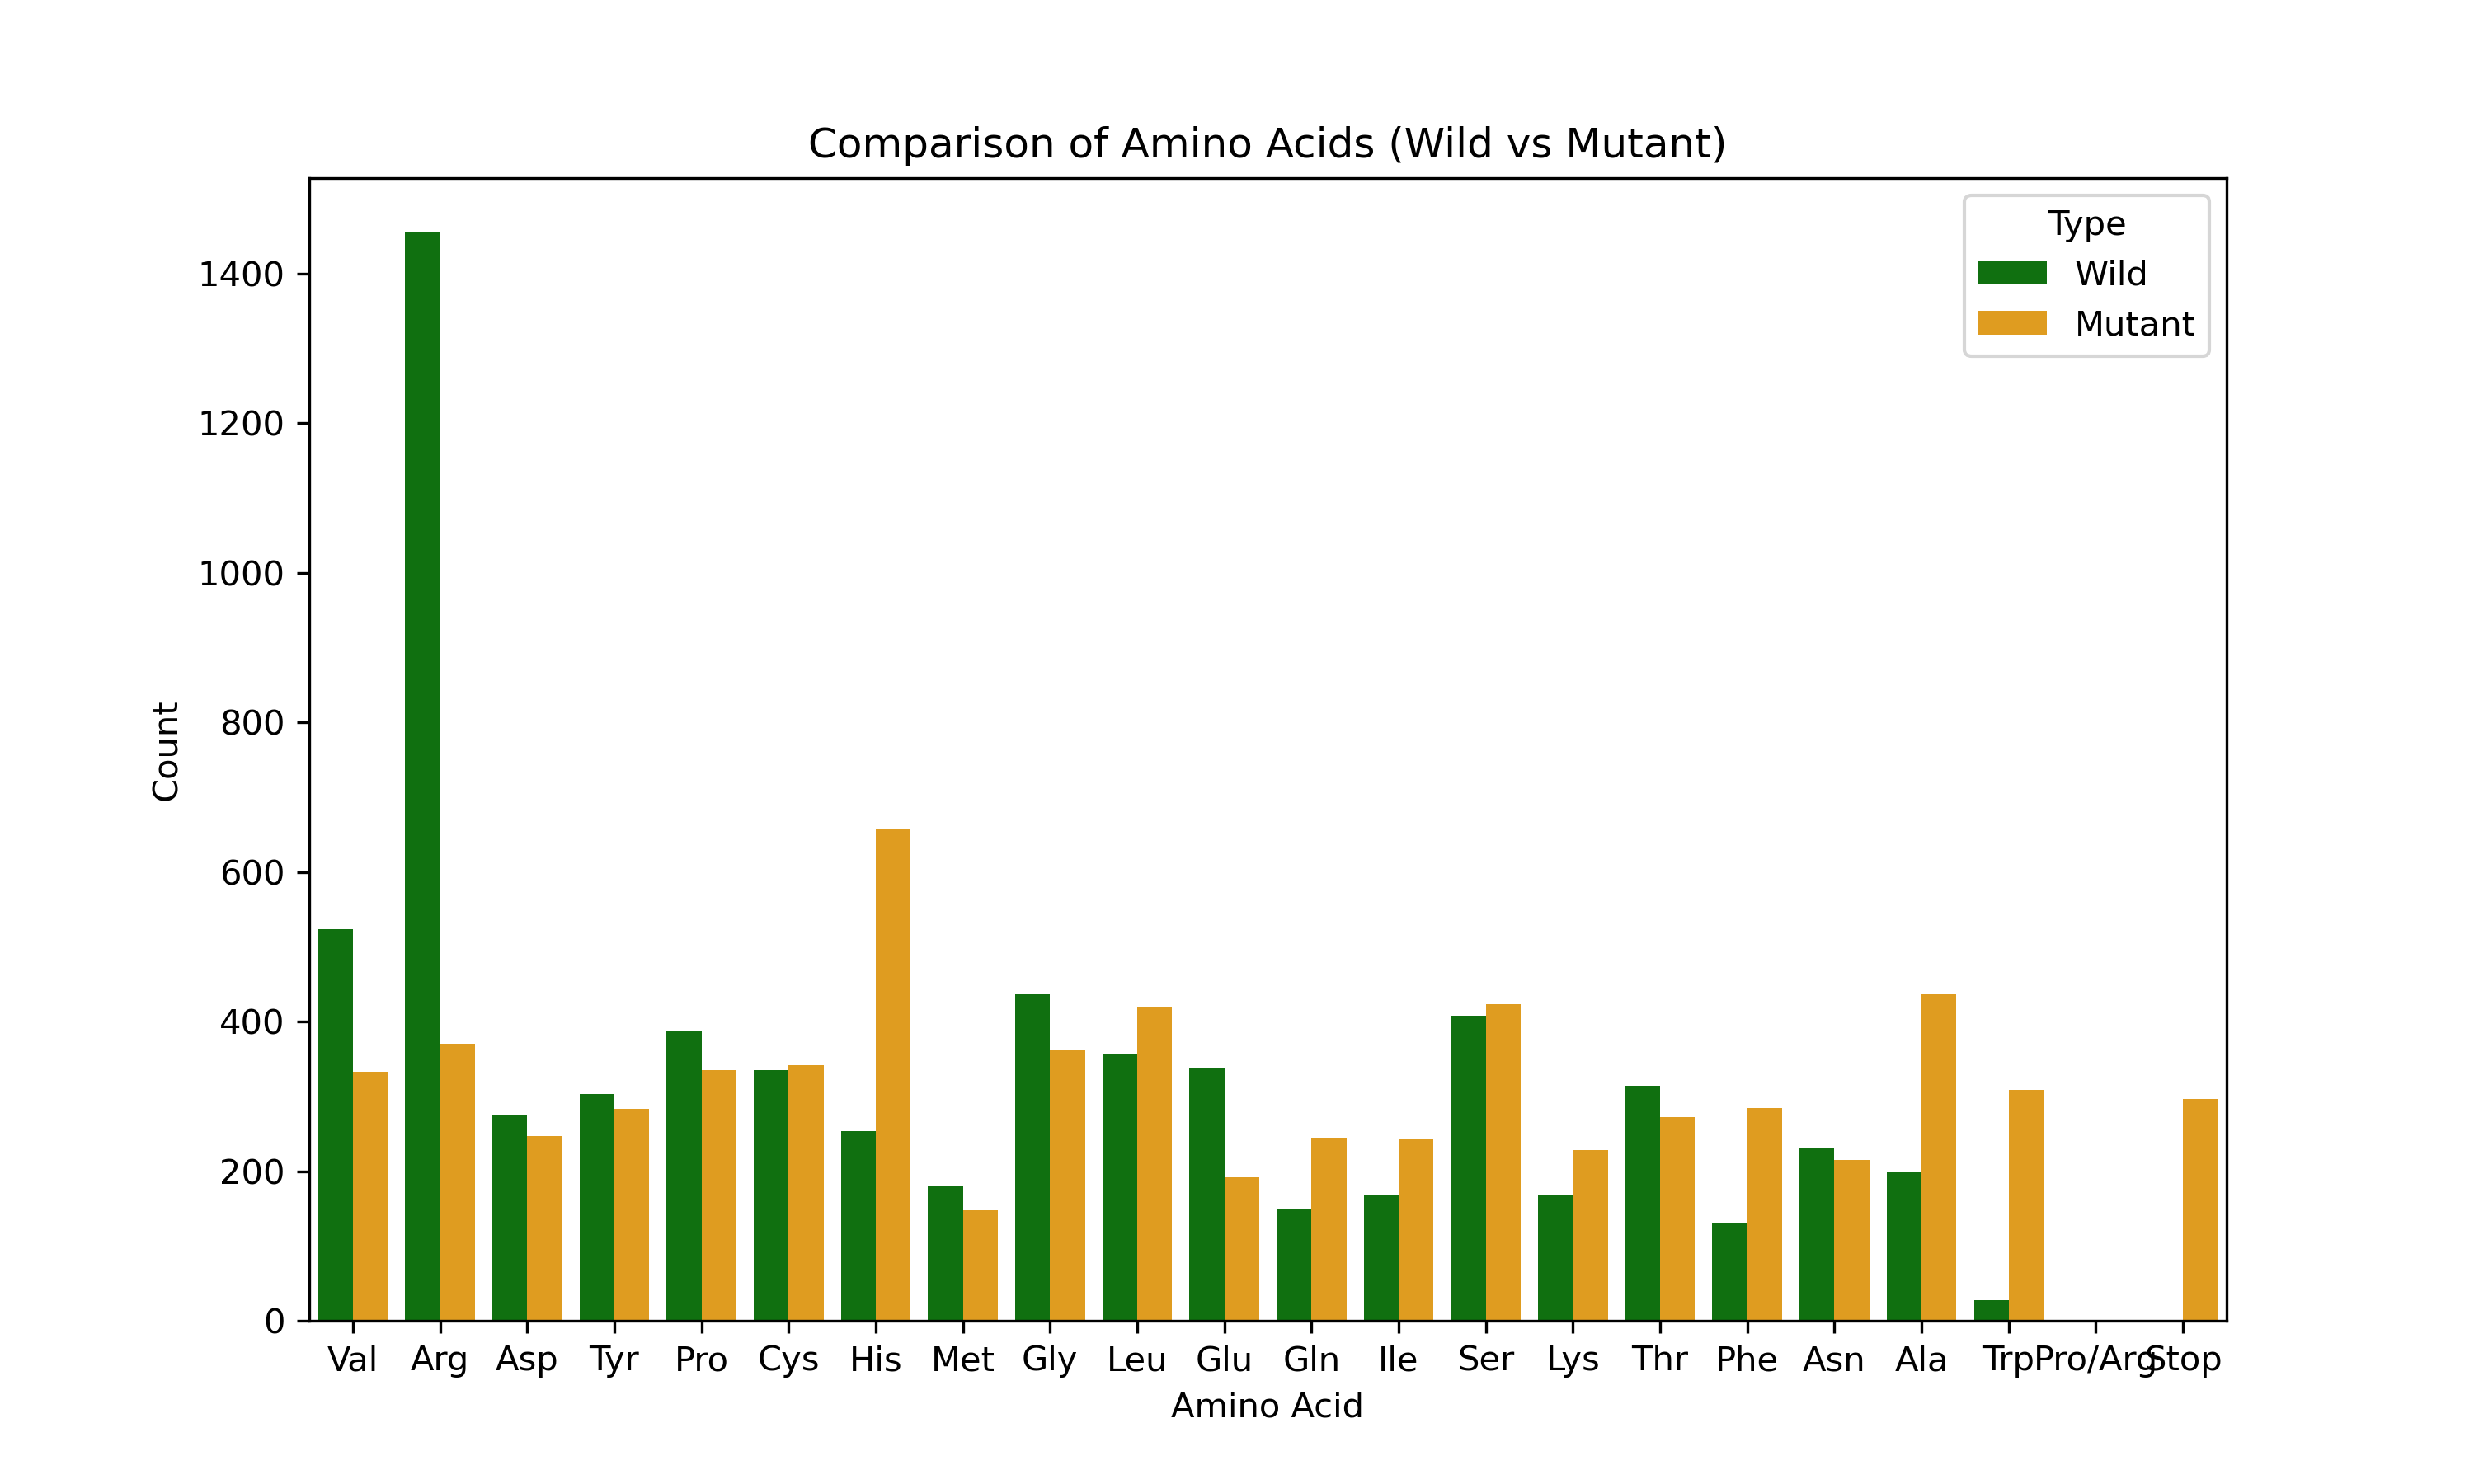 Comparison of Amino Acids (Wild vs Mutant)
Type
Wild
Mutant
1400
1200
1000
800
600
400
200
0
Count
Val Arg Asp Tyr Pro Cys His Met Gly Leu Glu Gln Ile Ser Lys Thr Phe Asn Ala Trp Pro/Arg Stop
Amino Acid